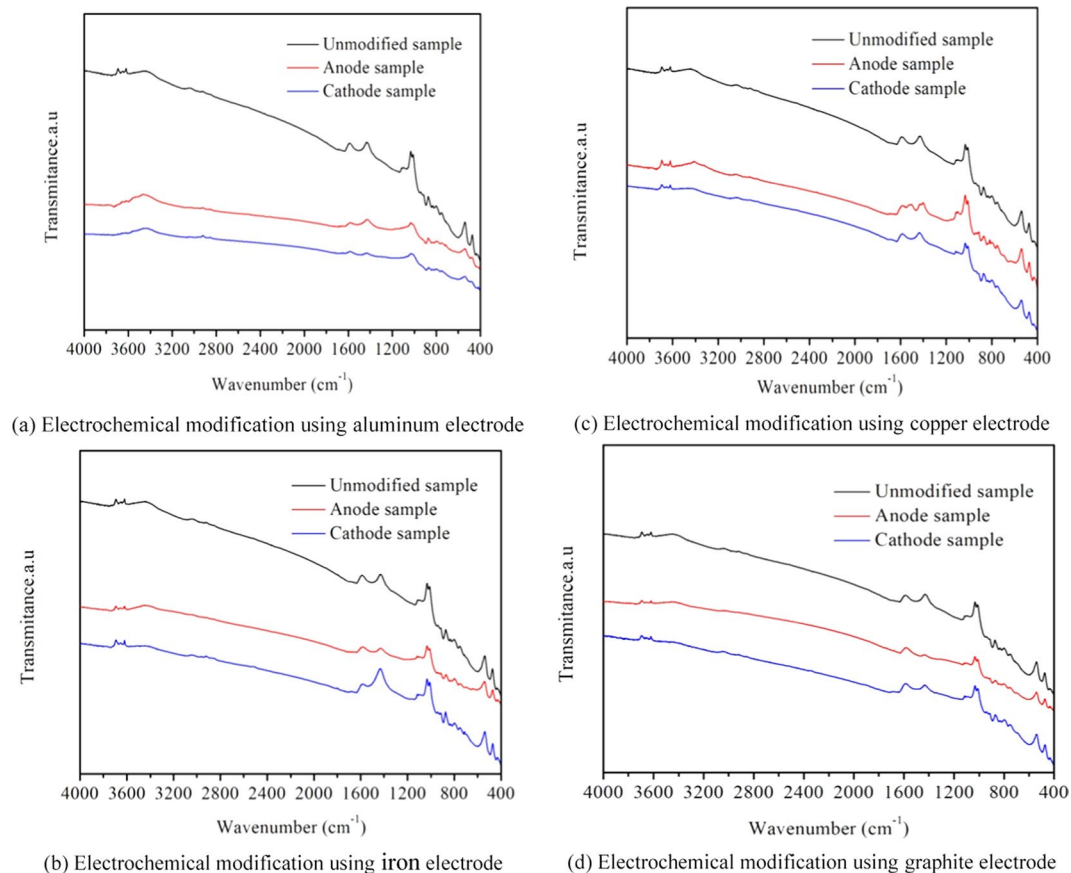 Unmodified sample
Anode sample
Cathode sample
Transmitance.a.u
4000 3600 3200 2800 2400 2000 1600 1200 800 400
Wavenumber (cm⁻¹)
(a) Electrochemical modification using aluminum electrode
Unmodified sample
Anode sample
Cathode sample
Transmitance.a.u
4000 3600 3200 2800 2400 2000 1600 1200 800 400
Wavenumber (cm⁻¹)
(c) Electrochemical modification using copper electrode
Unmodified sample
Anode sample
Cathode sample
Transmitance.a.u
4000 3600 3200 2800 2400 2000 1600 1200 800 400
Wavenumber (cm⁻¹)
(b) Electrochemical modification using iron electrode
Unmodified sample
Anode sample
Cathode sample
Transmitance.a.u
4000 3600 3200 2800 2400 2000 1600 1200 800 400
Wavenumber (cm⁻¹)
(d) Electrochemical modification using graphite electrode